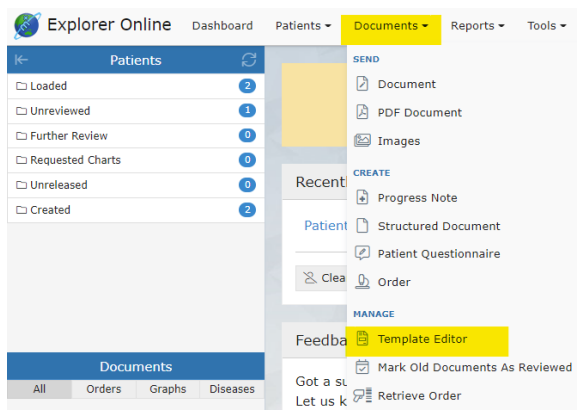 Explorer Online Dashboard Patients Documents Reports Tools
Patients
Loaded 2
Unreviewed 1
Further Review 0
Requested Charts 0
Unreleased 0
Created 2
Documents
All Orders Graphs Diseases
SEND
Document
PDF Document
Images
CREATE
Progress Note
Structured Document
Patient Questionnaire
Order
MANAGE
Template Editor
Mark Old Documents As Reviewed
Retrieve Order
Recent
Patient
Clea
Feedba
Got a su
Let us k